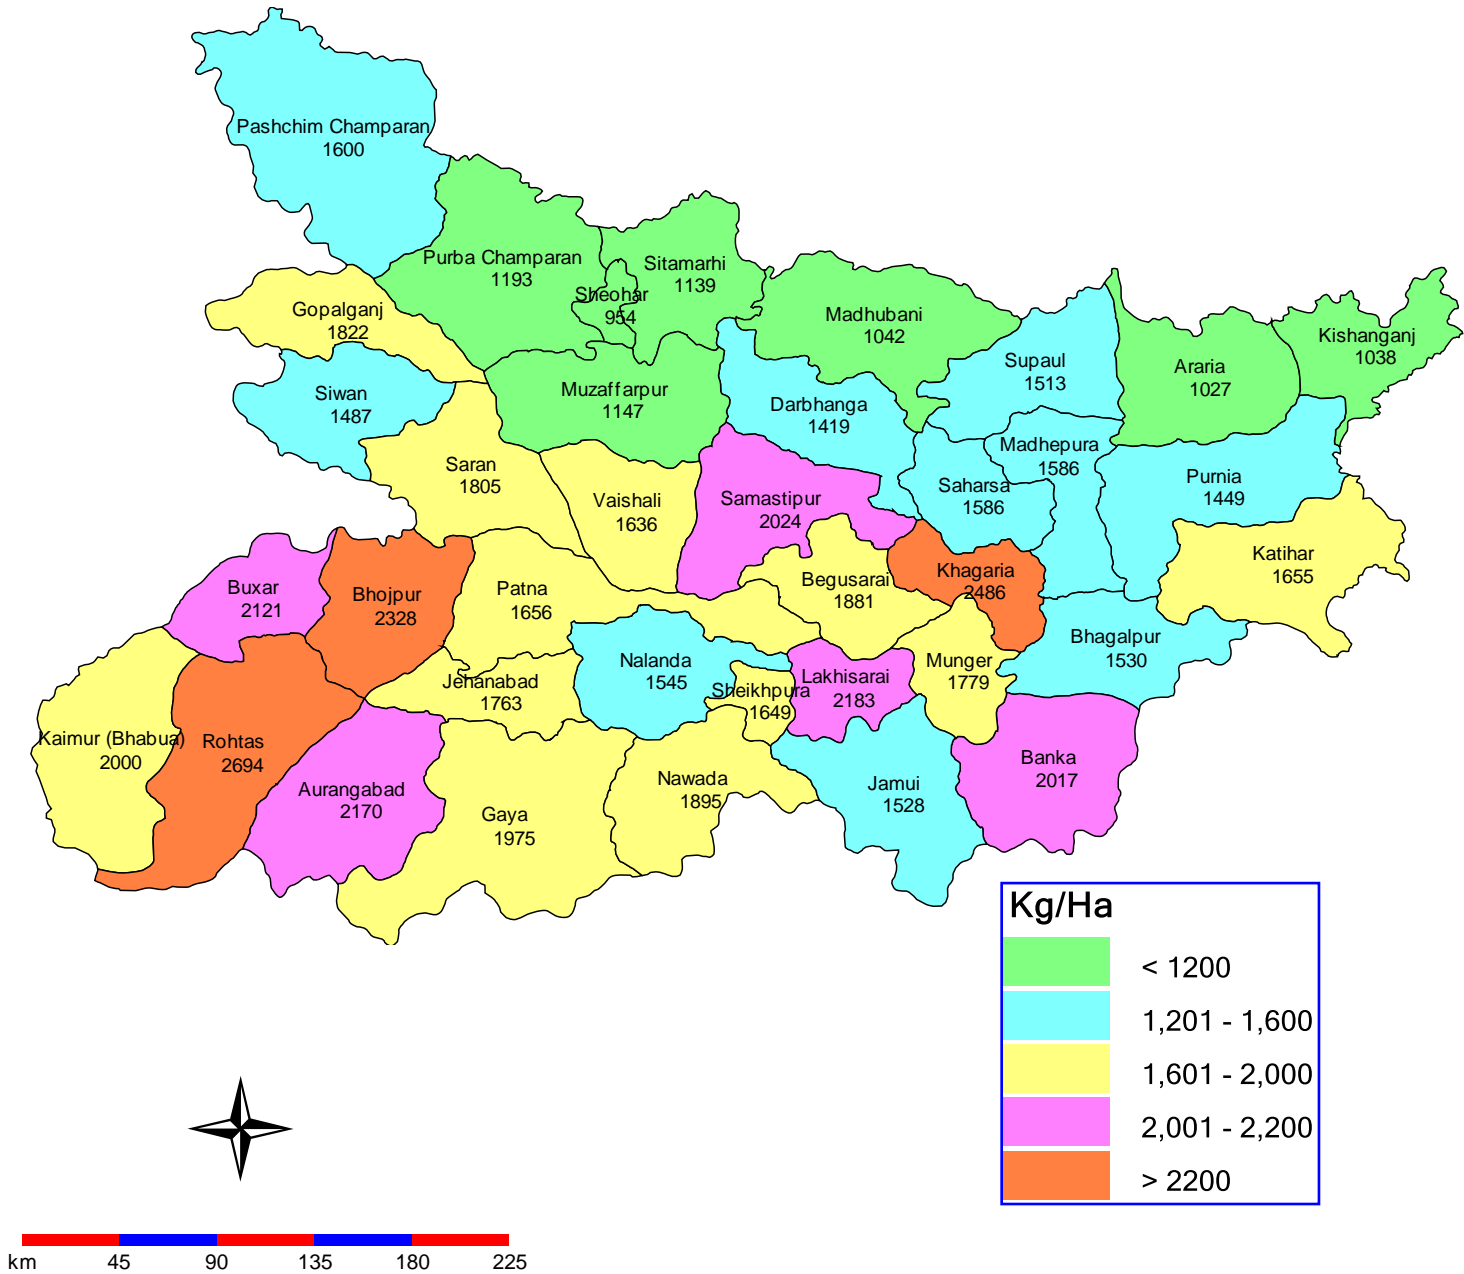 Pashchim Champaran
1600
Purba Champaran
1193
Sheohar
954
Sitamarhi
1139
Gopalganj
1822
Madhubani
1042
Kishanganj
1038
Supaul
1513
Araria
1027
Siwan
1487
Muzaffarpur
1147
Darbhanga
1419
Madhepura
1586
Saran
1805
Vaishali
1636
Samastipur
2024
Saharsa
1586
Purnia
1449
Katihar
1655
Buxar
2121
Bhojpur
2328
Patna
1656
Begusarai
1881
Khagaria
2486
Bhagalpur
1530
Nalanda
1545
Jehanabad
1763
Sheikhpura
1649
Lakhisarai
2183
Munger
1779
Kaimur (Bhabua)
2000
Rohtas
2694
Aurangabad
2170
Gaya
1975
Nawada
1895
Jamui
1528
Banka
2017
Kg/Ha
< 1200
1,201 - 1,600
1,601 - 2,000
2,001 - 2,200
> 2200
km 45 90 135 180 225